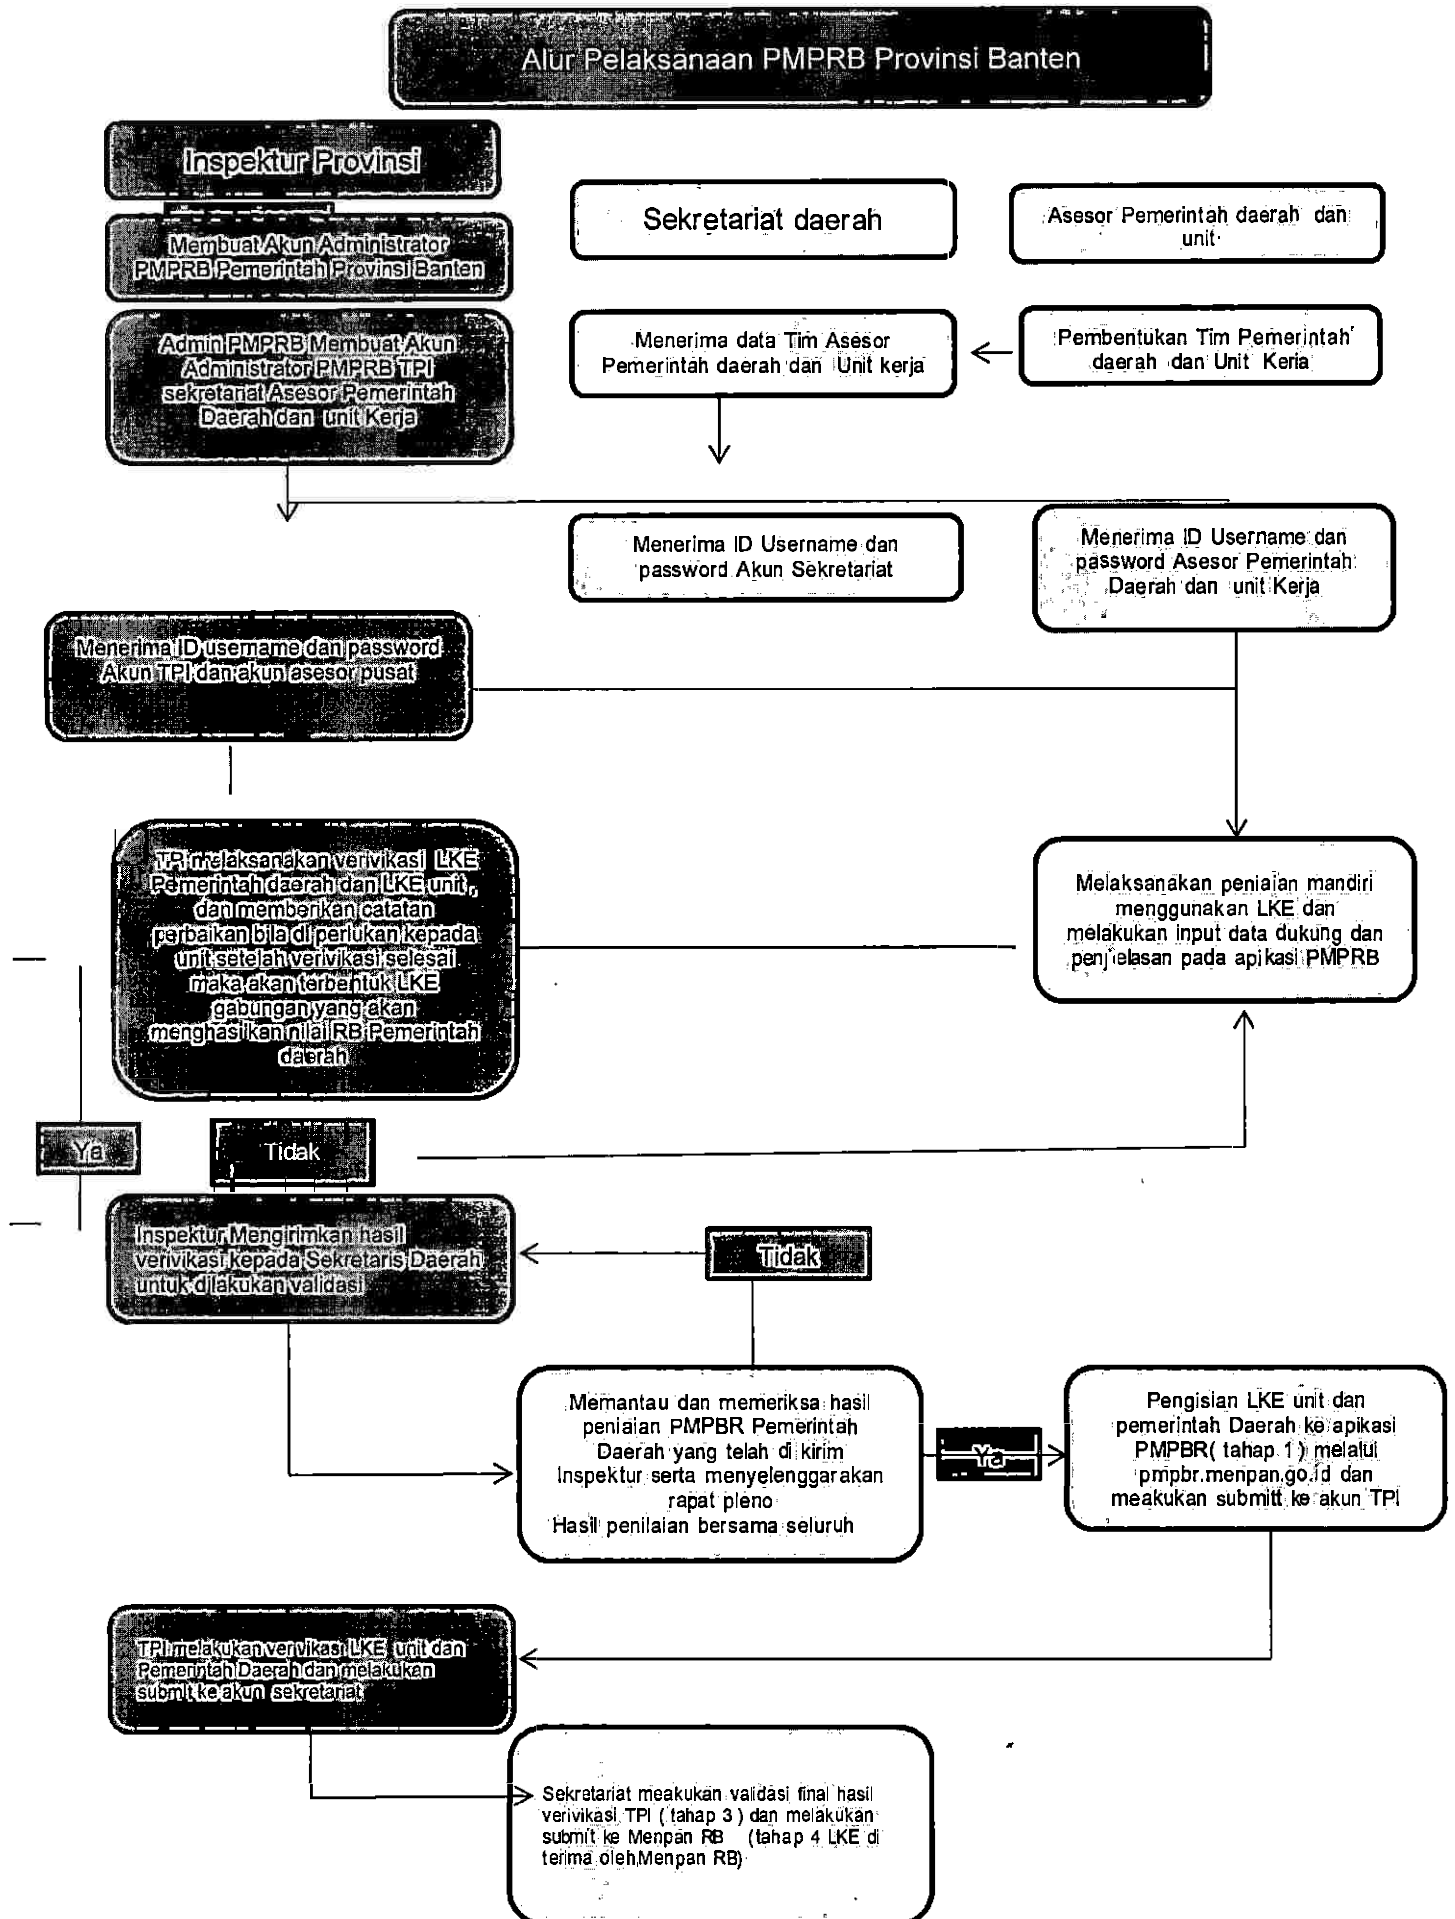 Alur Pelaksanaan PMPRB Provinsi Banten
Inspektur Provinsi
Sekretariat daerah
Asesor Pemerintah daerah dan
unit
Membuat Akun Administrator
PMPRB Pemerintah Provinsi Banten
Admin PMPRB Membuat Akun
Administrator PMPRB TPI
sekretariat Asesor Pemerintah
Daerah dan unit Kerja
Menerima data Tim Asesor
Pemerintah daerah dan Unit kerja
Pembentukan Tim Pemerintah
daerah dan Unit Kerja
Menerima ID Username dan
password Akun Sekretariat
Menerima ID Username dan
password Asesor Pemerintah
Daerah dan unit Kerja
Menerima ID username dan password
Akun TPI dan akun asesor pusat
TPI melaksanakan verivikasi LKE
Pemerintah daerah dan LKE unit ,
dan memberikan catatan
perbaikan bila di perlukan kepada
unit setelah verivikasi selesai
maka akan terbentuk LKE
gabungan yang akan
menghasilkan nilai RB Pemerintah
daerah
Melaksanakan peniaian mandiri
menggunakan LKE dan
melakukan input data dukung dan
penjelasan pada apikasi PMPRB
Ya
Tidak
Inspektur Mengirimkan hasil
verivikasi kepada Sekretaris Daerah
untuk dilakukan validasi
Tidak
Memantau dan memeriksa hasil
peniaian PMPBR Pemerintah
Daerah yang telah di kirim
Inspektur serta menyelenggarakan
rapat pleno
Hasil penilaian bersama seluruh
Ya
Pengisian LKE unit dan
pemerintah Daerah ke apikasi
PMPBR( tahap 1 ) melalui
pmpbr.menpan.go.id dan
meakukan submitt ke akun TPI
TPI melakukan verivikasi LKE unit dan
Pemerintah Daerah dan melakukan
submit ke akun sekretariat
Sekretariat meakukan validasi final hasil
verivikasi TPI ( tahap 3 ) dan melakukan
submit ke Menpan RB (tahap 4 LKE di
terima oleh Menpan RB)